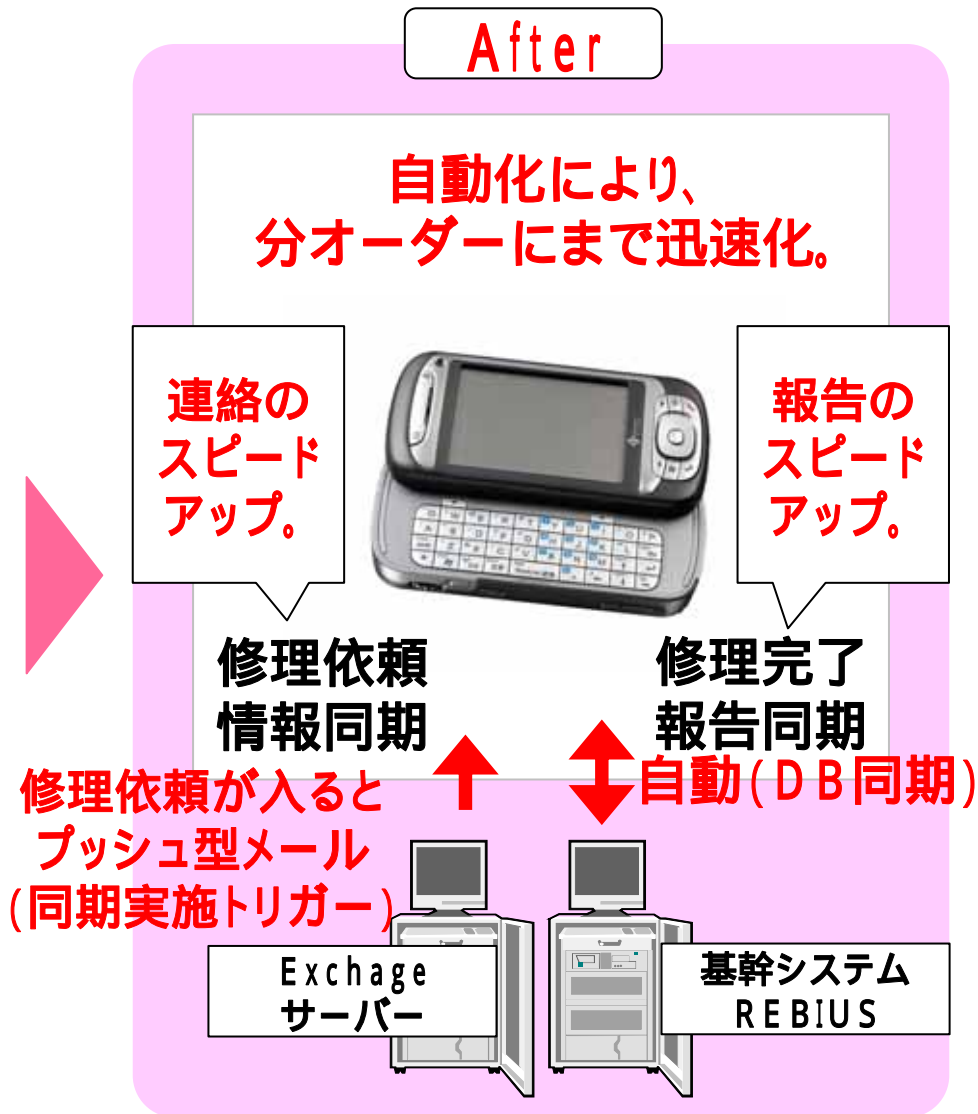 After
自動化により、
分オーダーにまで迅速化。
連絡の
スピード
アップ。
報告の
スピード
アップ。
修理依頼
情報同期
修理完了
報告同期
修理依頼が入ると
プッシュ型メール
(同期実施トリガー)
自動(DB同期)
Exchage
サーバー
基幹システム
REBIUS